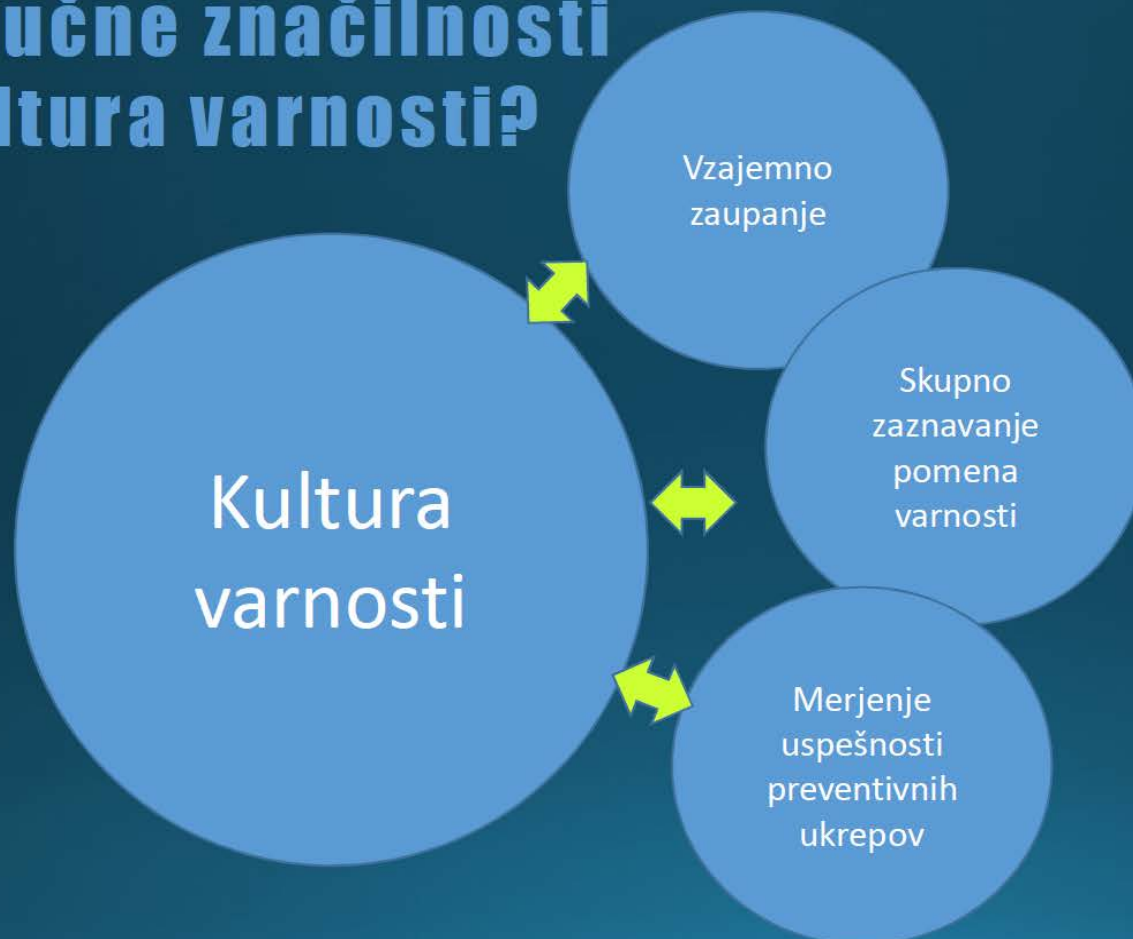 učne značilnosti
ltura varnosti?
Vzajemno
zaupanje
Skupno
zaznavanje
pomena
varnosti
Kultura
varnosti
Merjenje
uspešnosti
preventivnih
ukrepov